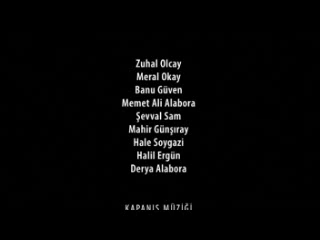 Zuhal Olcay
Meral Okay
Banu Güven
Memet Ali Alabora
Şevval Sam
Mahir Günşıray
Hale Soygazi
Halil Ergün
Derya Alabora
KAPANIŞ MÜZİĞİ